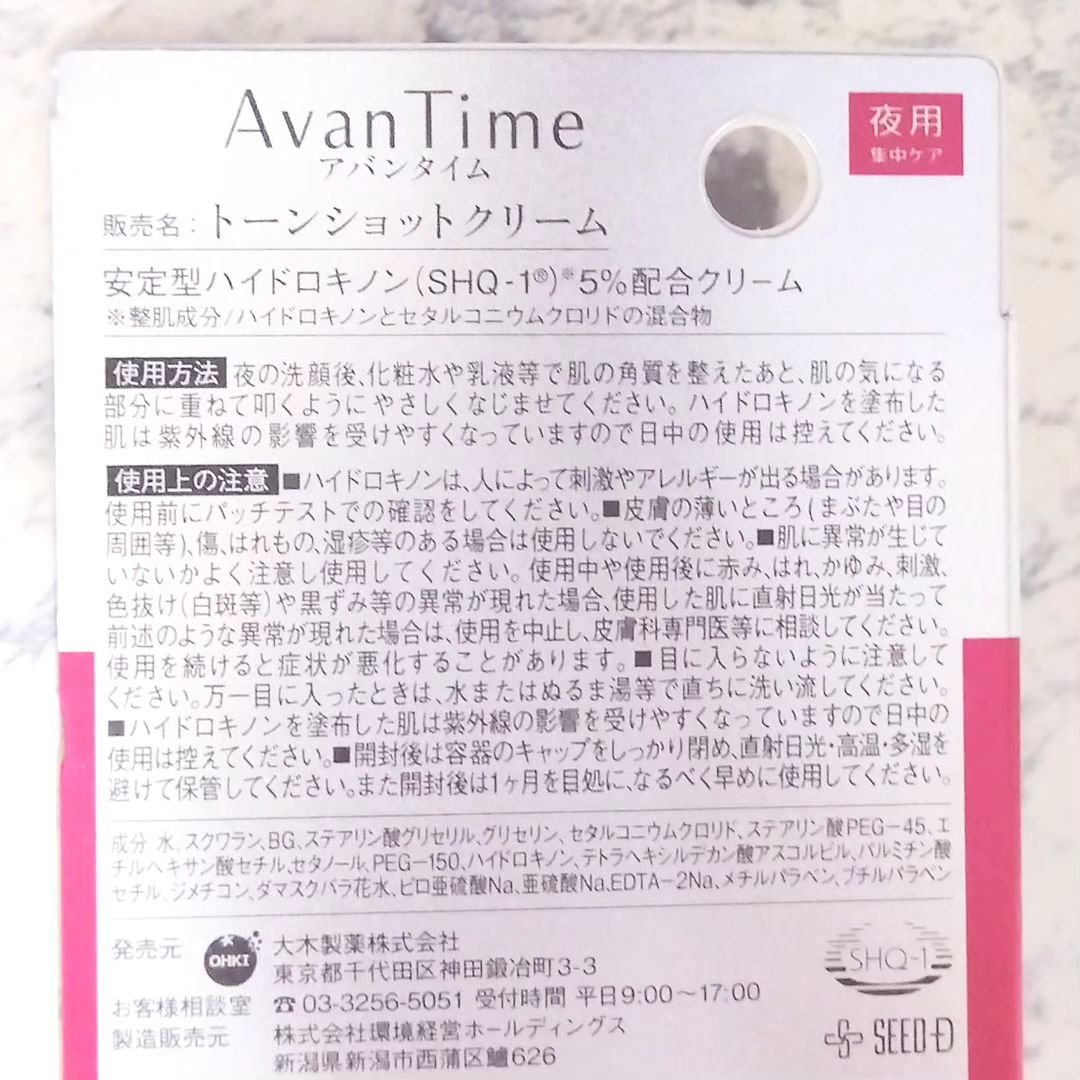 AvanTime
アバンタイム
夜用
集中ケア
販売名：トーンショットクリーム
安定型ハイドロキノン(SHQ-1®)※5%配合クリーム
※整肌成分/ハイドロキノンとセタルコニウムクロリドの混合物
使用方法 夜の洗顔後、化粧水や乳液等で肌の角質を整えたあと、肌の気になる
部分に重ねて叩くようにやさしくなじませてください。ハイドロキノンを塗布した
肌は紫外線の影響を受けやすくなっていますので日中の使用は控えてください。
使用上の注意 ■ハイドロキノンは、人によって刺激やアレルギーが出る場合があります。
使用前にパッチテストでの確認をしてください。■皮膚の薄いところ(まぶたや目の
周囲等)、傷、はれもの、湿疹等のある場合は使用しないでください。■肌に異常が生じて
いないかよく注意し使用してください。使用中や使用後に赤み、はれ、かゆみ、刺激、
色抜け(白斑等)や黒ずみ等の異常が現れた場合、使用した肌に直射日光が当たって
前述のような異常が現れた場合は、使用を中止し、皮膚科専門医等に相談してください。
使用を続けると症状が悪化することがあります。■目に入らないように注意して
ください。万一目に入ったときは、水またはぬるま湯等で直ちに洗い流してください。
■ハイドロキノンを塗布した肌は紫外線の影響を受けやすくなっていますので日中の
使用は控えてください。■開封後は容器のキャップをしっかり閉め、直射日光・高温・多湿を
避けて保管してください。また開封後は1ヶ月を目処に、なるべく早めに使用してください。
成分:水、スクワラン、BG、ステアリン酸グリセリル、グリセリン、セタルコニウムクロリド、ステアリン酸PEG-45、エ
チルヘキサン酸セチル、セタノール、PEG-150、ハイドロキノン、テトラヘキシルデカン酸アスコルビル、パルミチン酸
セチル、ジメチコン、ダマスクバラ花水、ピロ亜硫酸Na、亜硫酸Na、EDTA-2Na、メチルパラベン、ブチルパラベン
発売元 OHKI 大木製薬株式会社
東京都千代田区神田鍛冶町3-3
お客様相談室 ☎03-3256-5051 受付時間 平日9:00～17:00
製造販売元 株式会社環境経営ホールディングス
新潟県新潟市西蒲区鱸626
SHQ-1
SEED-D